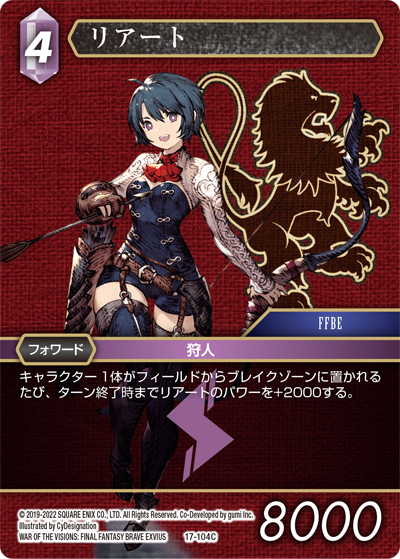 4
リアート
FFBE
フォワード
狩人
キャラクター1体がフィールドからブレイクゾーンに置かれる
たび、ターン終了時までリアートのパワーを+2000する。
© 2019-2022 SQUARE ENIX CO., LTD. All Rights Reserved. Co-Developed by gumi Inc.
Illustrated by CyDesignation
WAR OF THE VISIONS: FINAL FANTASY BRAVE EXVIUS
17-104C
8000